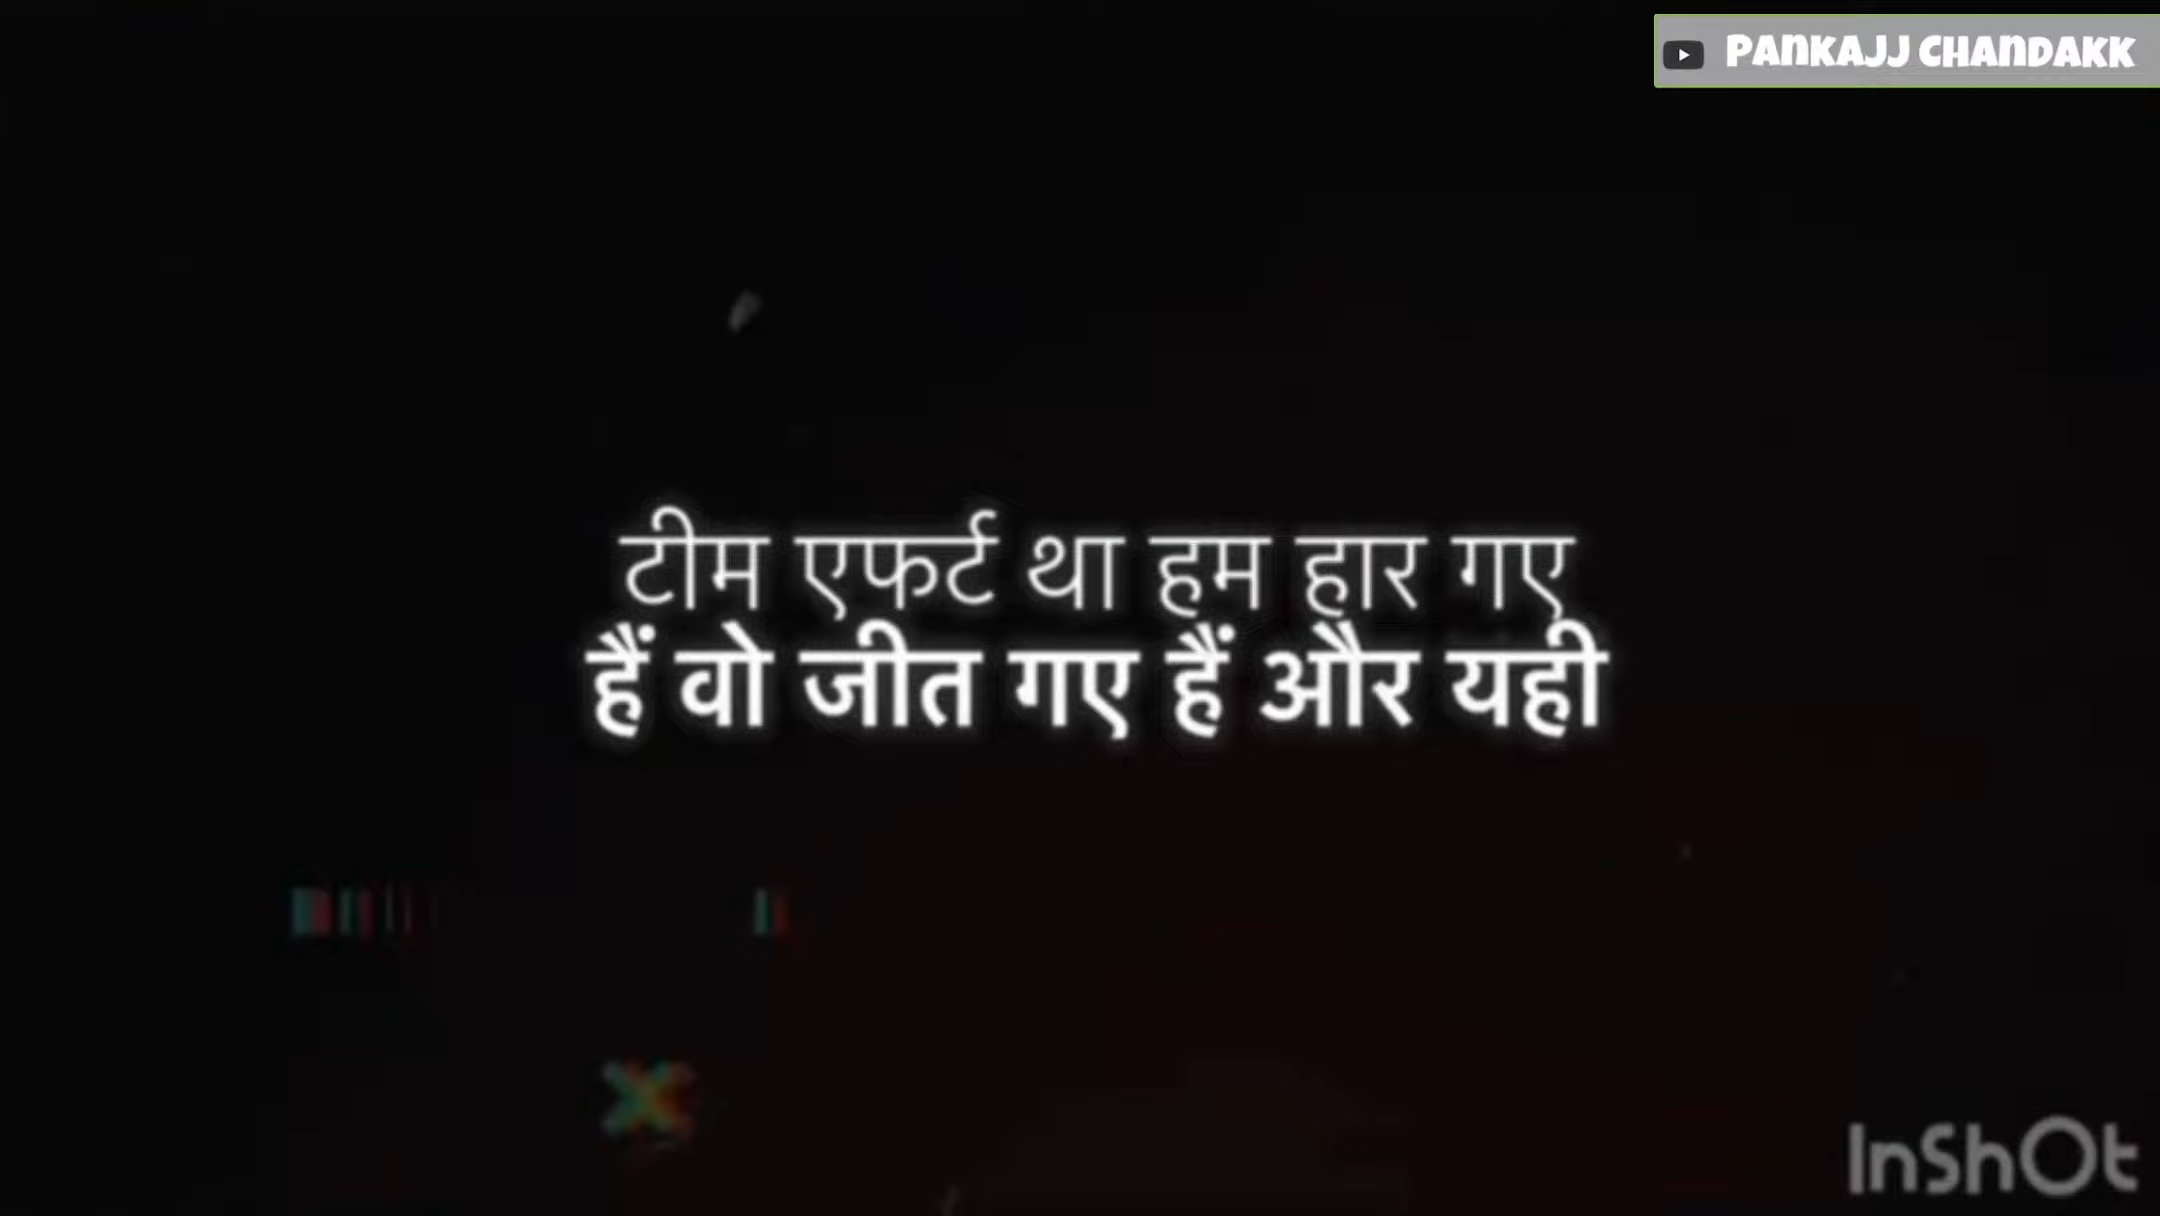 PANKAJJ CHANDAKK
टीम एफर्ट था हम हार गए
हैं वो जीत गए हैं और यही
InShOt